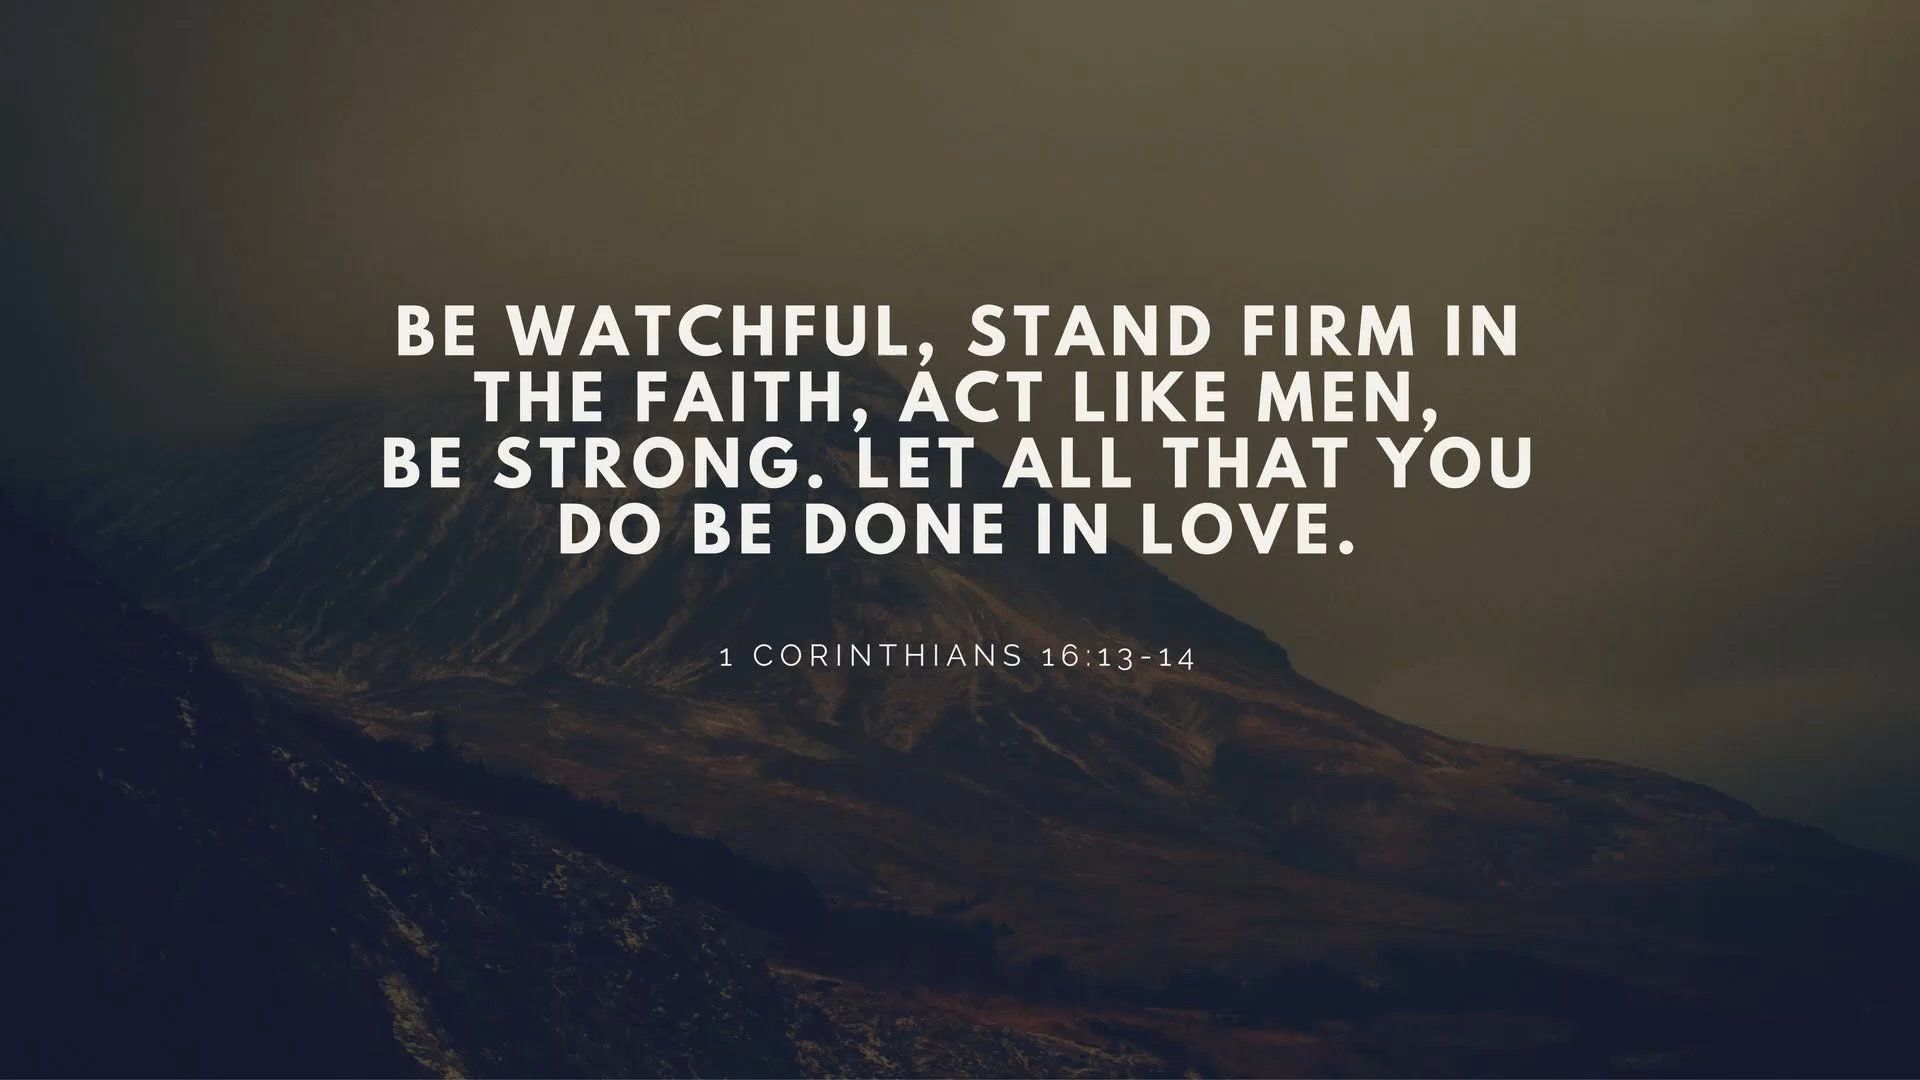 BE WATCHFUL, STAND FIRM IN
THE FAITH, ACT LIKE MEN,
BE STRONG. LET ALL THAT YOU
DO BE DONE IN LOVE.
1 CORINTHIANS 16:13-14